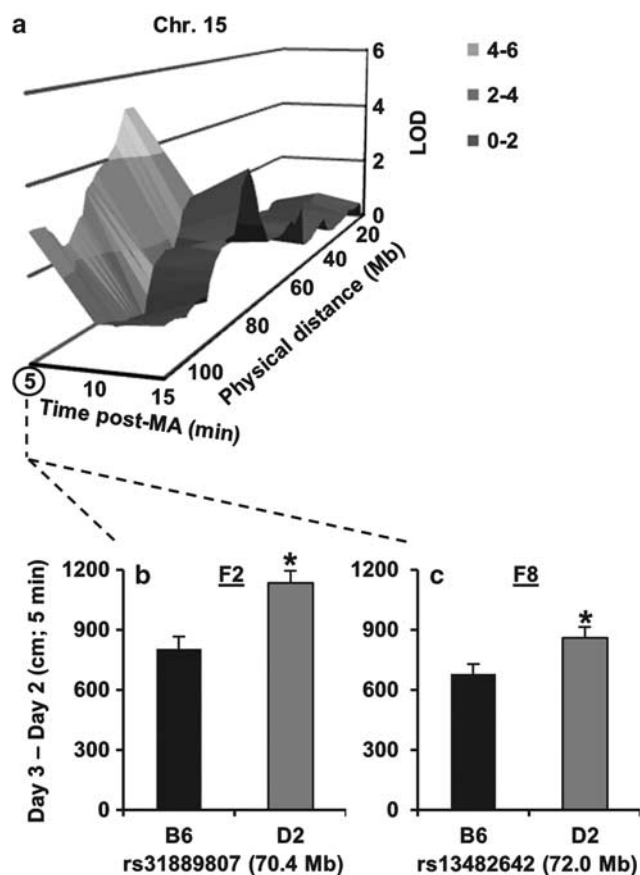 a
Chr. 15
6
4
2
0
LOD
4-6
2-4
0-2
20
40
60
80
100
Physical distance (Mb)
5
10
15
Time post-MA (min)
Day 3 – Day 2 (cm; 5 min)
1200
900
600
300
0
b
F2
*
B6
D2
rs31889807 (70.4 Mb)
1200
900
600
300
0
c
F8
*
B6
D2
rs13482642 (72.0 Mb)